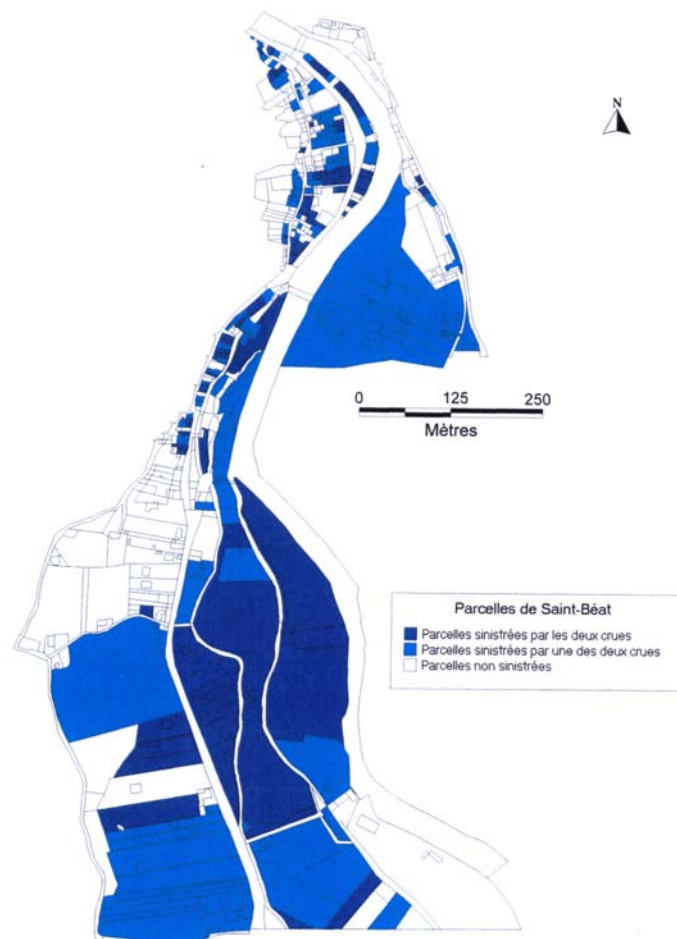 N
0 125 250
Mètres
Parcelles de Saint-Béat
Parcelles sinistrées par les deux crues
Parcelles sinistrées par une des deux crues
Parcelles non sinistrées